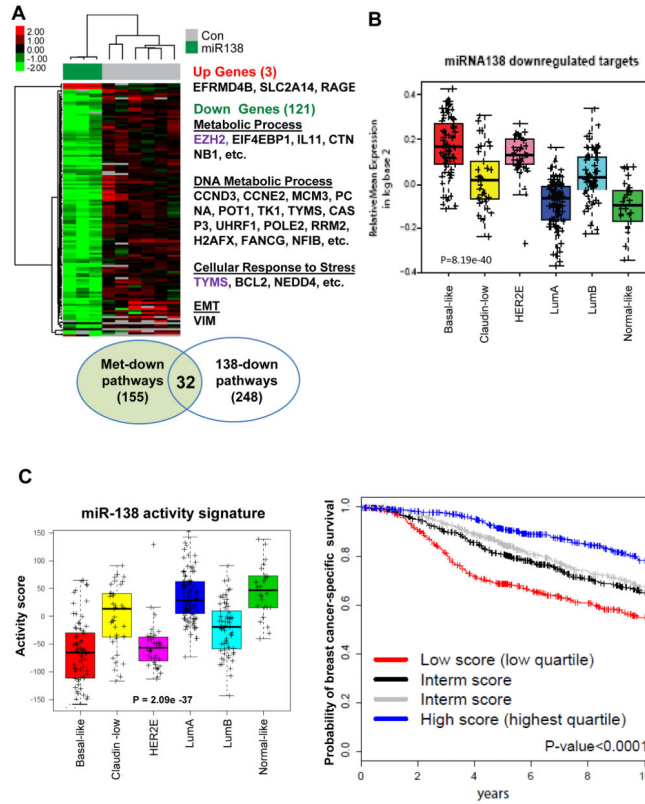 A
2.00
1.00
0.00
-1.00
-2.00
Con
miR138
Up Genes (3)
EFRMD4B, SLC2A14, RAGE
Down Genes (121)
Metabolic Process
EZH2, EIF4EBP1, IL11, CTN
NB1, etc.
DNA Metabolic Process
CCND3, CCNE2, MCM3, PC
NA, POT1, TK1, TYMS, CAS
P3, UHRF1, POLE2, RRM2,
H2AFX, FANCG, NFIB, etc.
Cellular Response to Stress
TYMS, BCL2, NEDD4, etc.
EMT
VIM
Met-down
pathways
(155)
32
138-down
pathways
(248)
B
miRNA138 downregulated targets
Relative Mean Expression
in log base 2
0.4
0.2
0.0
-0.2
-0.4
P=8.19e-40
Basal-like
Claudin-low
HER2E
LumA
LumB
Normal-like
C
miR-138 activity signature
Activity score
150
100
50
0
-50
-100
-150
P = 2.09e -37
Basal-like
Claudin -low
HER2E
LumA
LumB
Normal-like
Probability of breast cancer-specific survival
1.0
0.8
0.6
0.4
0.2
0.0
Low score (low quartile)
Interm score
Interm score
High score (highest quartile)
P-value<0.0001
0 2 4 6 8 10
years